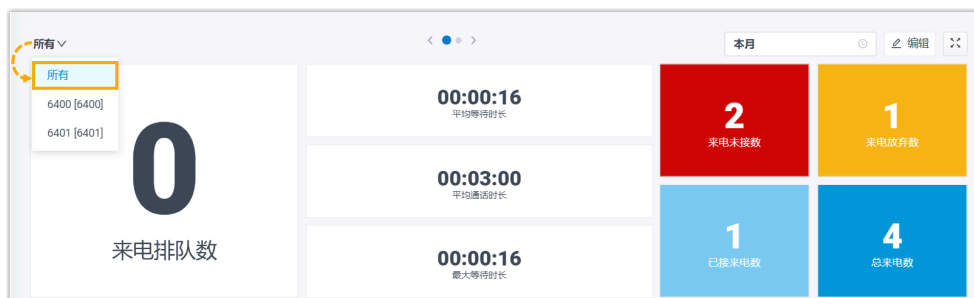 所有
本月
编辑
所有
6400 [6400]
6401 [6401]
0
来电排队数
00:00:16
平均等待时长
00:03:00
平均通话时长
00:00:16
最大等待时长
2
来电未接数
1
来电放弃数
1
已接来电数
4
总来电数